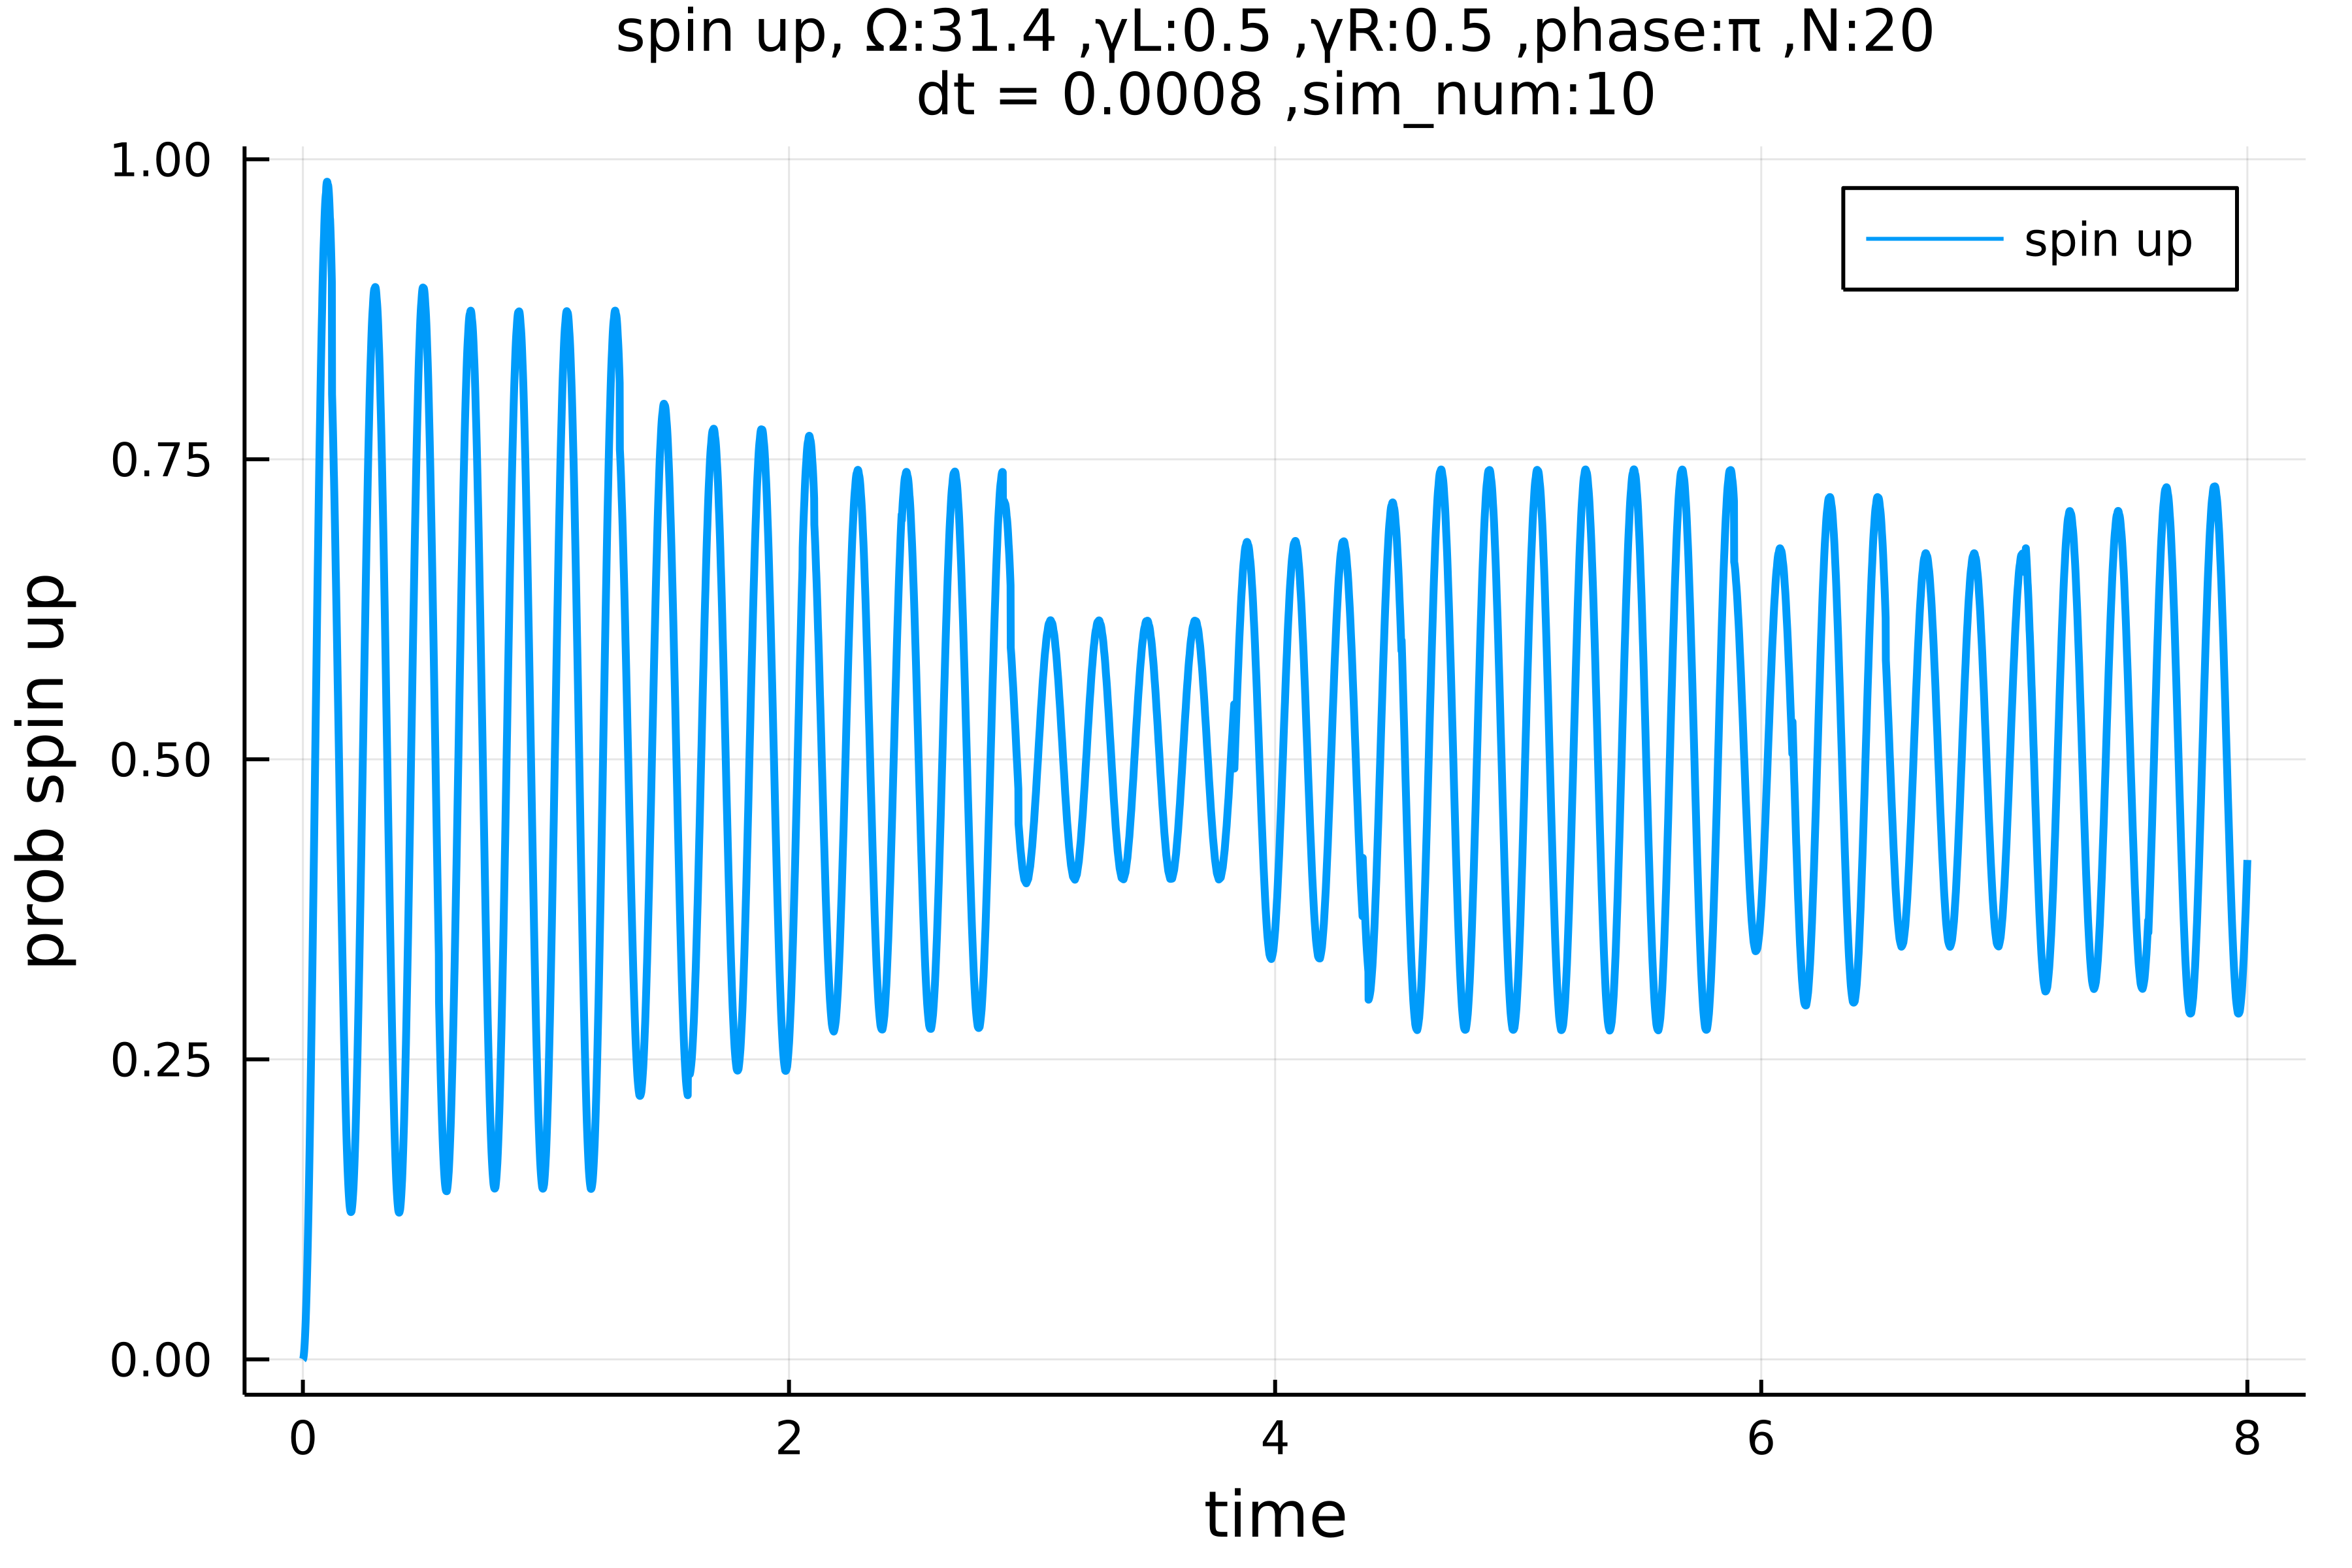 spin up, Ω:31.4 ,γL:0.5 ,γR:0.5 ,phase:π ,N:20
dt = 0.0008 ,sim_num:10
1.00
0.75
0.50
0.25
0.00
prob spin up
spin up
0 2 4 6 8
time